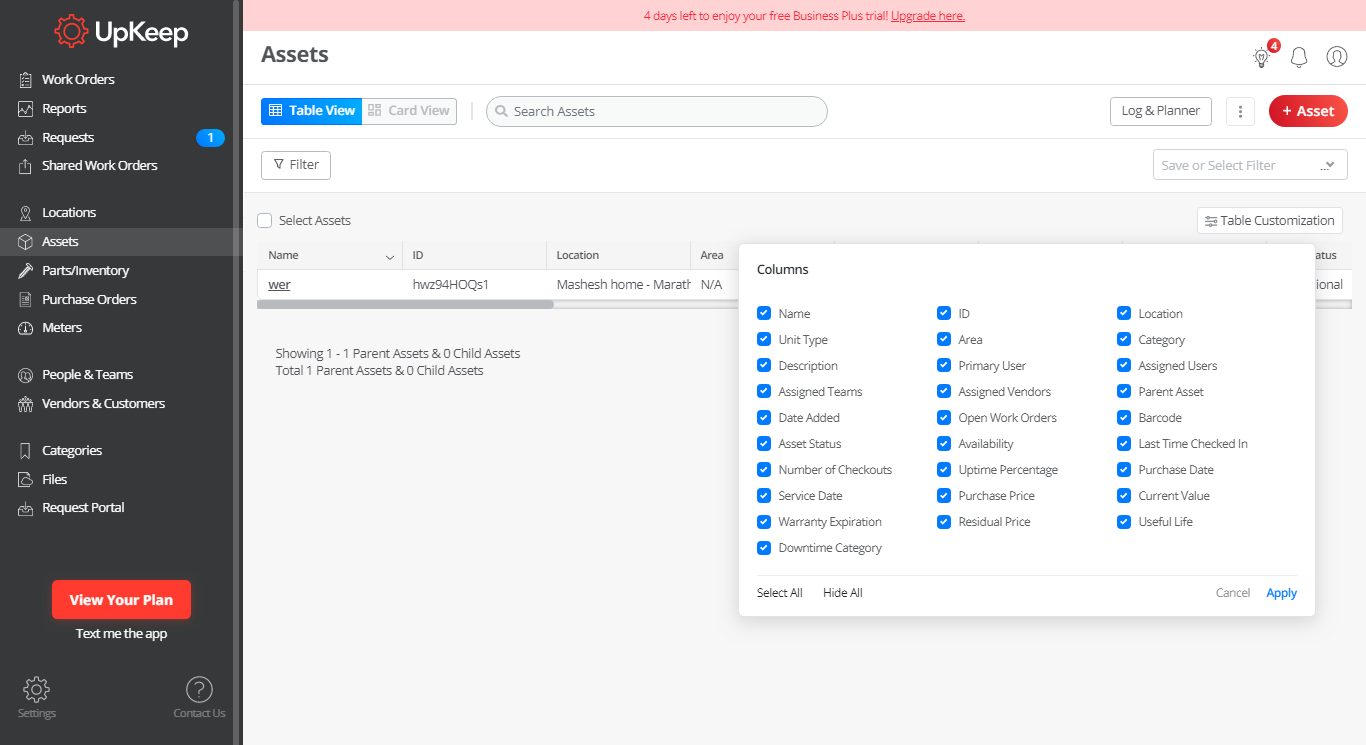 UpKeep
4 days left to enjoy your free Business Plus trial! Upgrade here.
Work Orders
Reports
Requests 1
Shared Work Orders
Locations
Assets
Parts/Inventory
Purchase Orders
Meters
People & Teams
Vendors & Customers
Categories
Files
Request Portal
View Your Plan
Text me the app
Settings Contact Us
Assets
4
Table View Card View Search Assets Log & Planner + Asset
Filter Save or Select Filter ...
Select Assets Table Customization
Name ID Location Area atus
wer hwz94HOQs1 Mashesh home - Marath N/A ional
Showing 1 - 1 Parent Assets & 0 Child Assets
Total 1 Parent Assets & 0 Child Assets
Columns
Name ID Location
Unit Type Area Category
Description Primary User Assigned Users
Assigned Teams Assigned Vendors Parent Asset
Date Added Open Work Orders Barcode
Asset Status Availability Last Time Checked In
Number of Checkouts Uptime Percentage Purchase Date
Service Date Purchase Price Current Value
Warranty Expiration Residual Price Useful Life
Downtime Category
Select All Hide All Cancel Apply